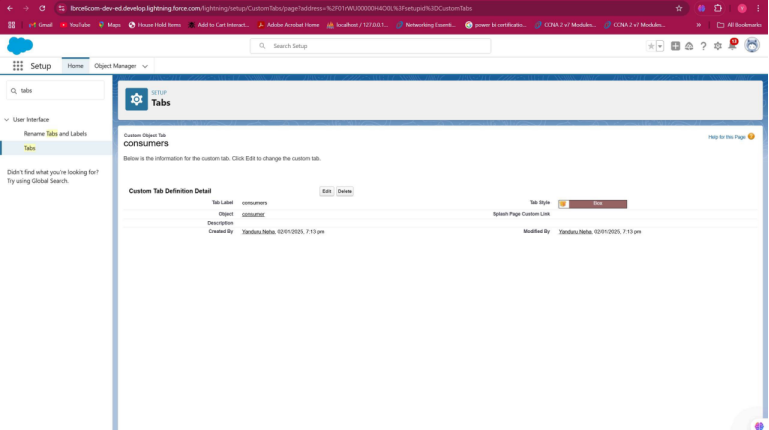 lbrce6com-dev-ed.develop.lightning.force.com/lightning/setup/CustomTabs/page?address=%2F01rWU00000H4O0L%3Fsetupid%3DCustomTabs
Gmail YouTube Maps House Hold Items Add to Cart Interact... Adobe Acrobat Home localhost / 127.0.0.1... Networking Essenti... power bi certificatio... CCNA 2 v7 Modules... CCNA 2 v7 Modules... » All Bookmarks
Search Setup
Setup Home Object Manager
tabs
User Interface
Rename Tabs and Labels
Tabs
Didn't find what you're looking for?
Try using Global Search.
SETUP
Tabs
Custom Object Tab
consumers
Help for this Page
Below is the information for the custom tab. Click Edit to change the custom tab.
Custom Tab Definition Detail Edit Delete
Tab Label consumers Tab Style Fire
Object consumer Splash Page Custom Link
Description
Created By Yanduru Neha, 02/01/2025, 7:13 pm Modified By Yanduru Neha, 02/01/2025, 7:13 pm